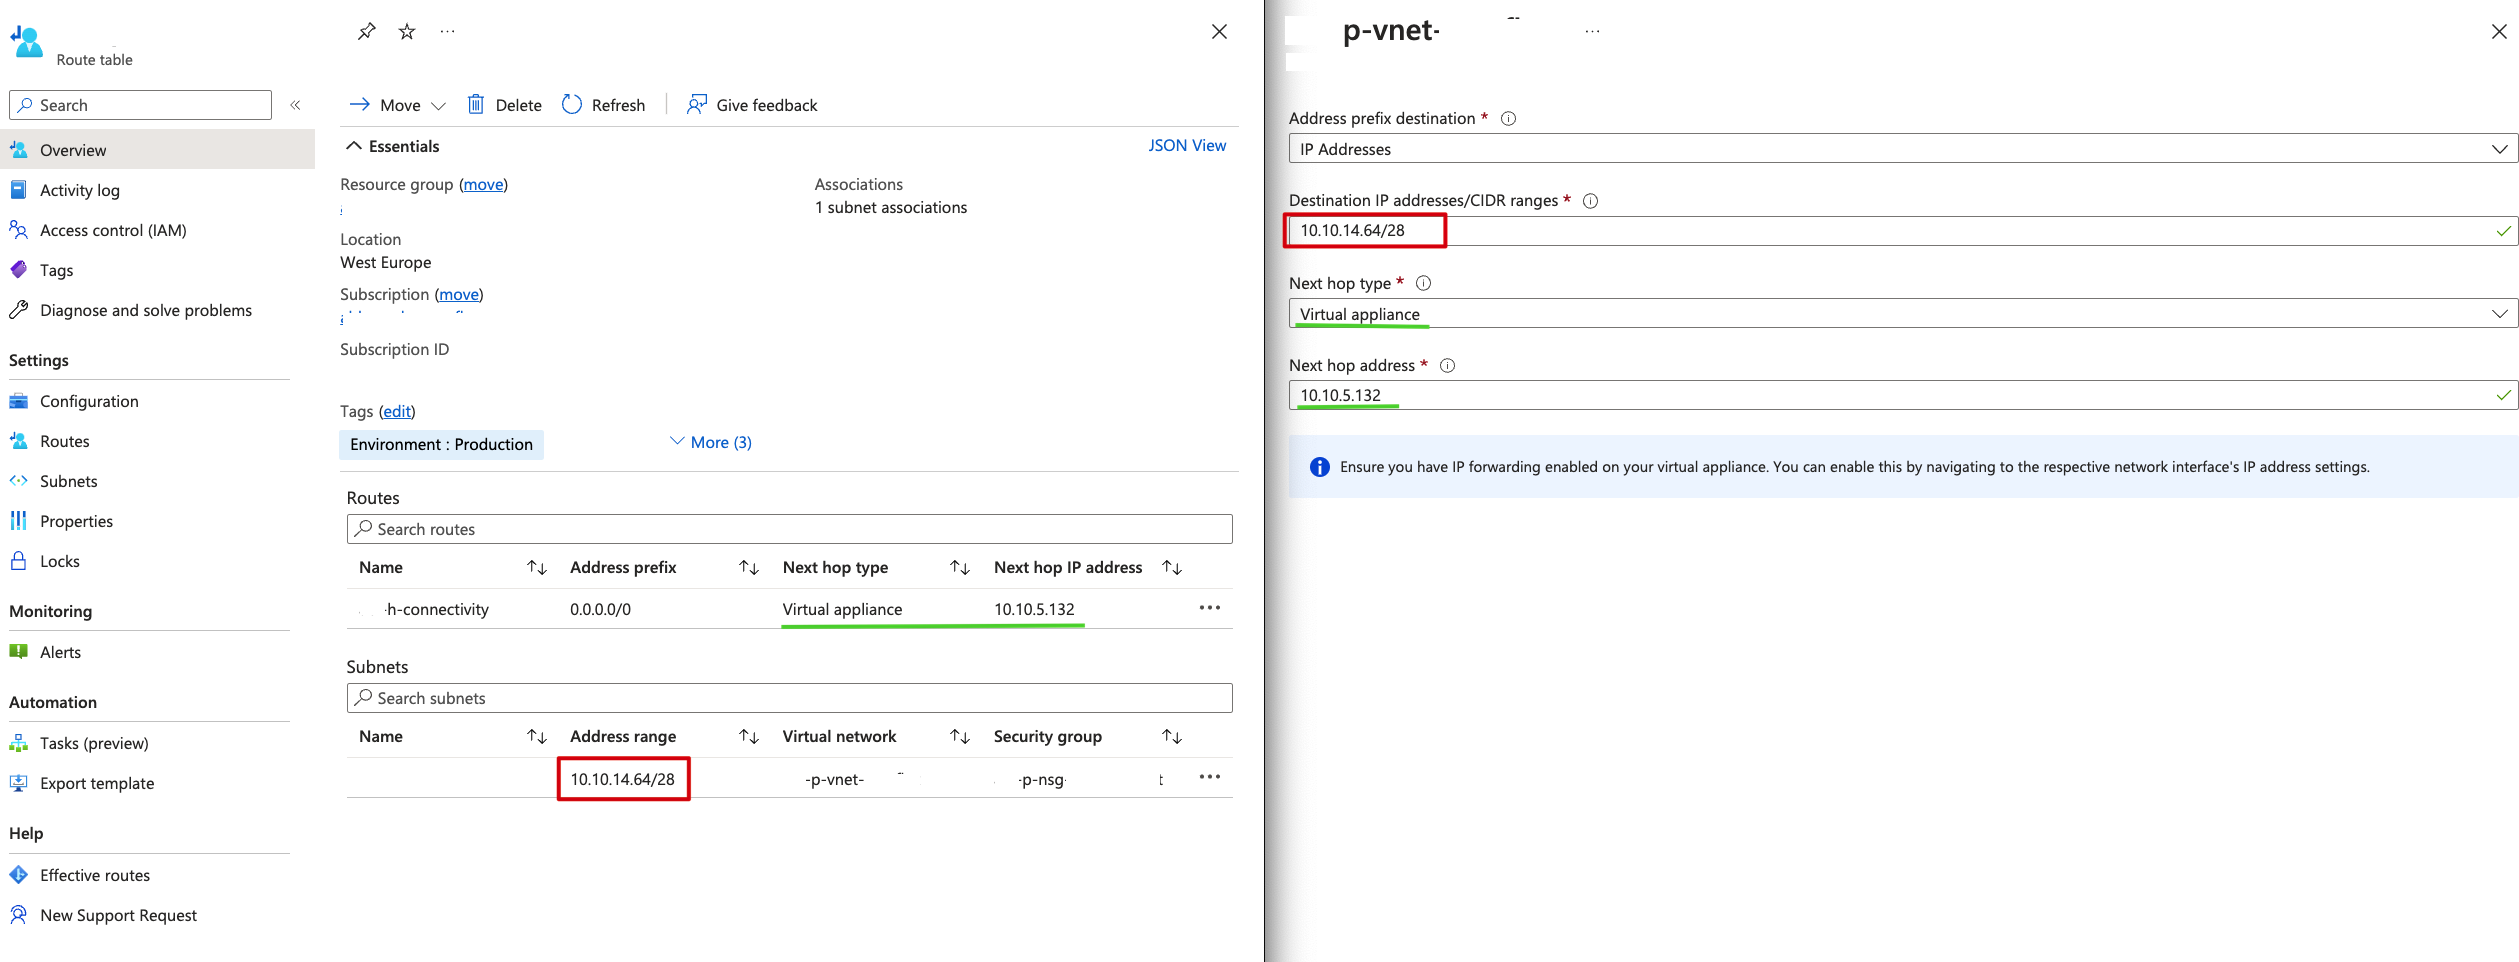 Route table
Search
Overview
Activity log
Access control (IAM)
Tags
Diagnose and solve problems
Settings
Configuration
Routes
Subnets
Properties
Locks
Monitoring
Alerts
Automation
Tasks (preview)
Export template
Help
Effective routes
New Support Request
Move
Delete
Refresh
Give feedback
Essentials
JSON View
Resource group (move)
Associations
1 subnet associations
Location
West Europe
Subscription (move)
Subscription ID
Tags (edit)
Environment : Production
More (3)
Routes
Search routes
Name Address prefix Next hop type Next hop IP address
-h-connectivity 0.0.0.0/0 Virtual appliance 10.10.5.132
Subnets
Search subnets
Name Address range Virtual network Security group
10.10.14.64/28 -p-vnet- -p-nsg- t
p-vnet-
Address prefix destination *
IP Addresses
Destination IP addresses/CIDR ranges *
10.10.14.64/28
Next hop type *
Virtual appliance
Next hop address *
10.10.5.132
Ensure you have IP forwarding enabled on your virtual appliance. You can enable this by navigating to the respective network interface's IP address settings.